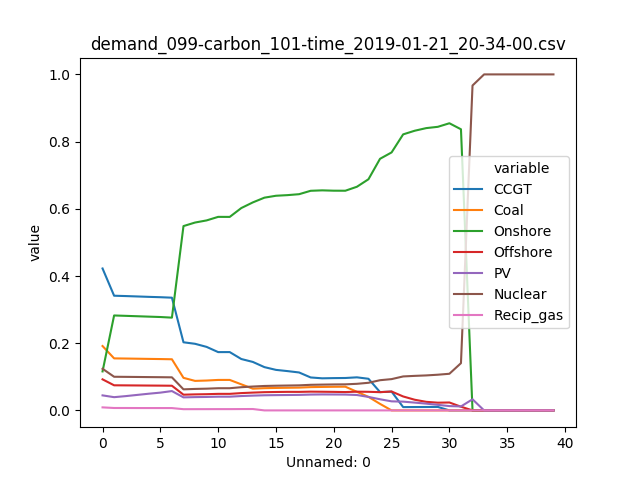 demand_099-carbon_101-time_2019-01-21_20-34-00.csv
1.0
0.8
0.6
0.4
0.2
0.0
value
variable
CCGT
Coal
Onshore
Offshore
PV
Nuclear
Recip_gas
0 5 10 15 20 25 30 35 40
Unnamed: 0